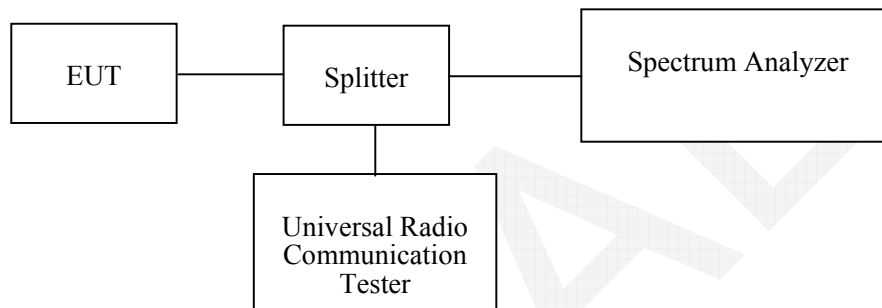 EUT
Splitter
Spectrum Analyzer
Universal Radio
Communication
Tester